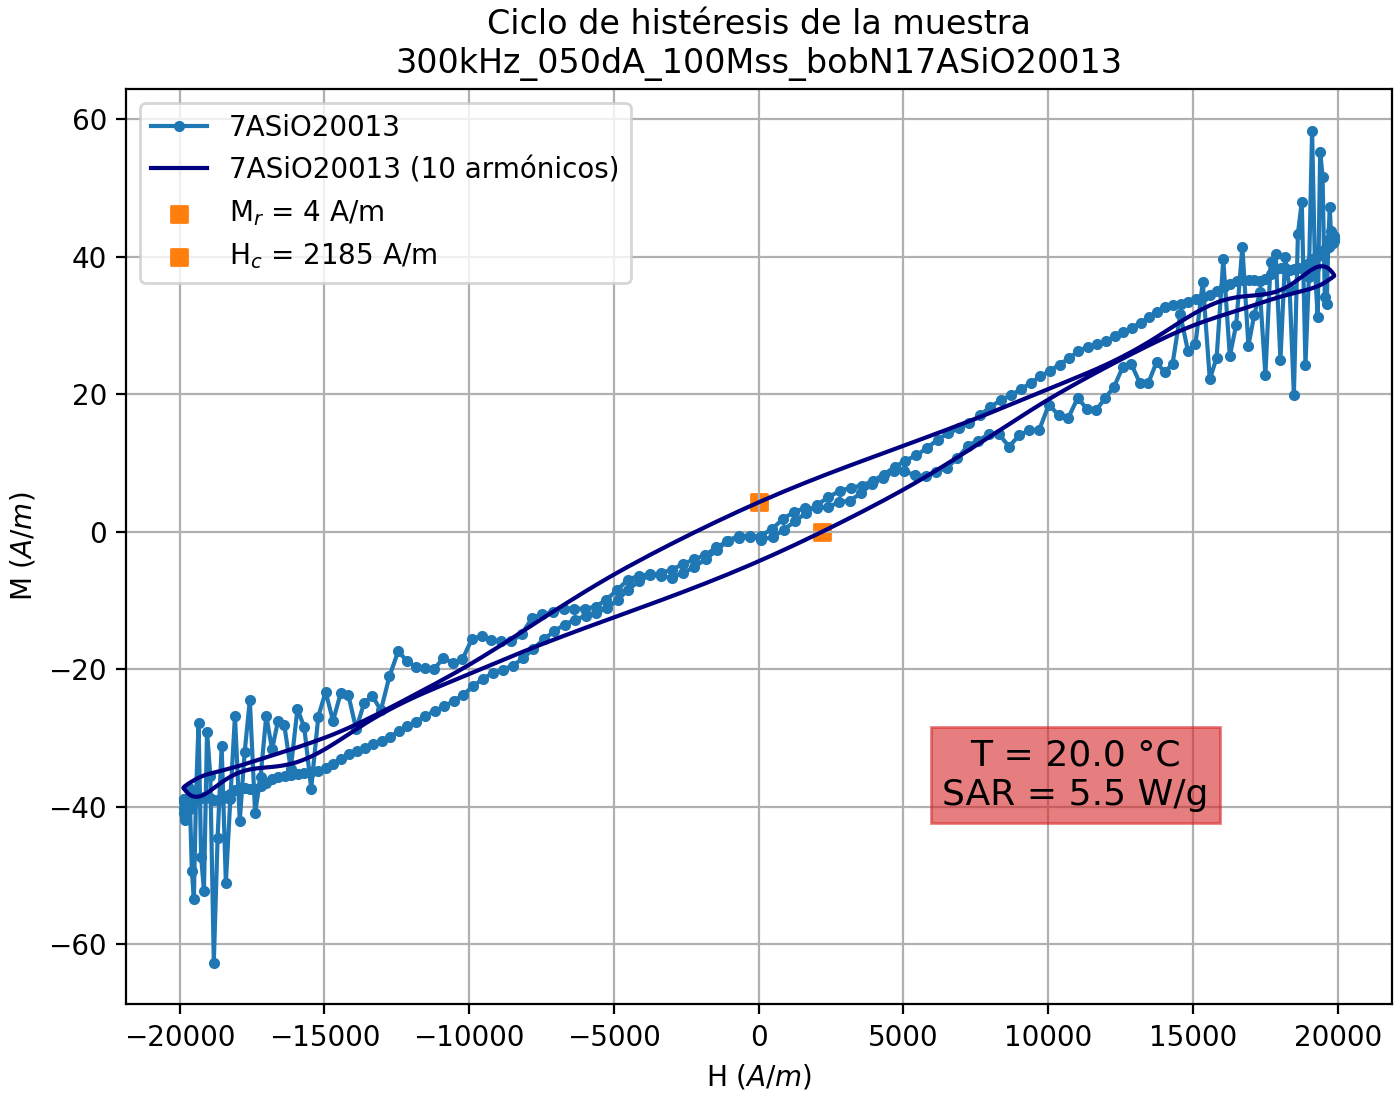 Ciclo de histéresis de la muestra
300kHz_050dA_100Mss_bobN17ASiO20013
7ASiO20013
7ASiO20013 (10 armónicos)
Mr = 4 A/m
Hc = 2185 A/m
60
40
20
0
−20
−40
−60
M (A/m)
T = 20.0 °C
SAR = 5.5 W/g
−20000 −15000 −10000 −5000 0 5000 10000 15000 20000
H (A/m)